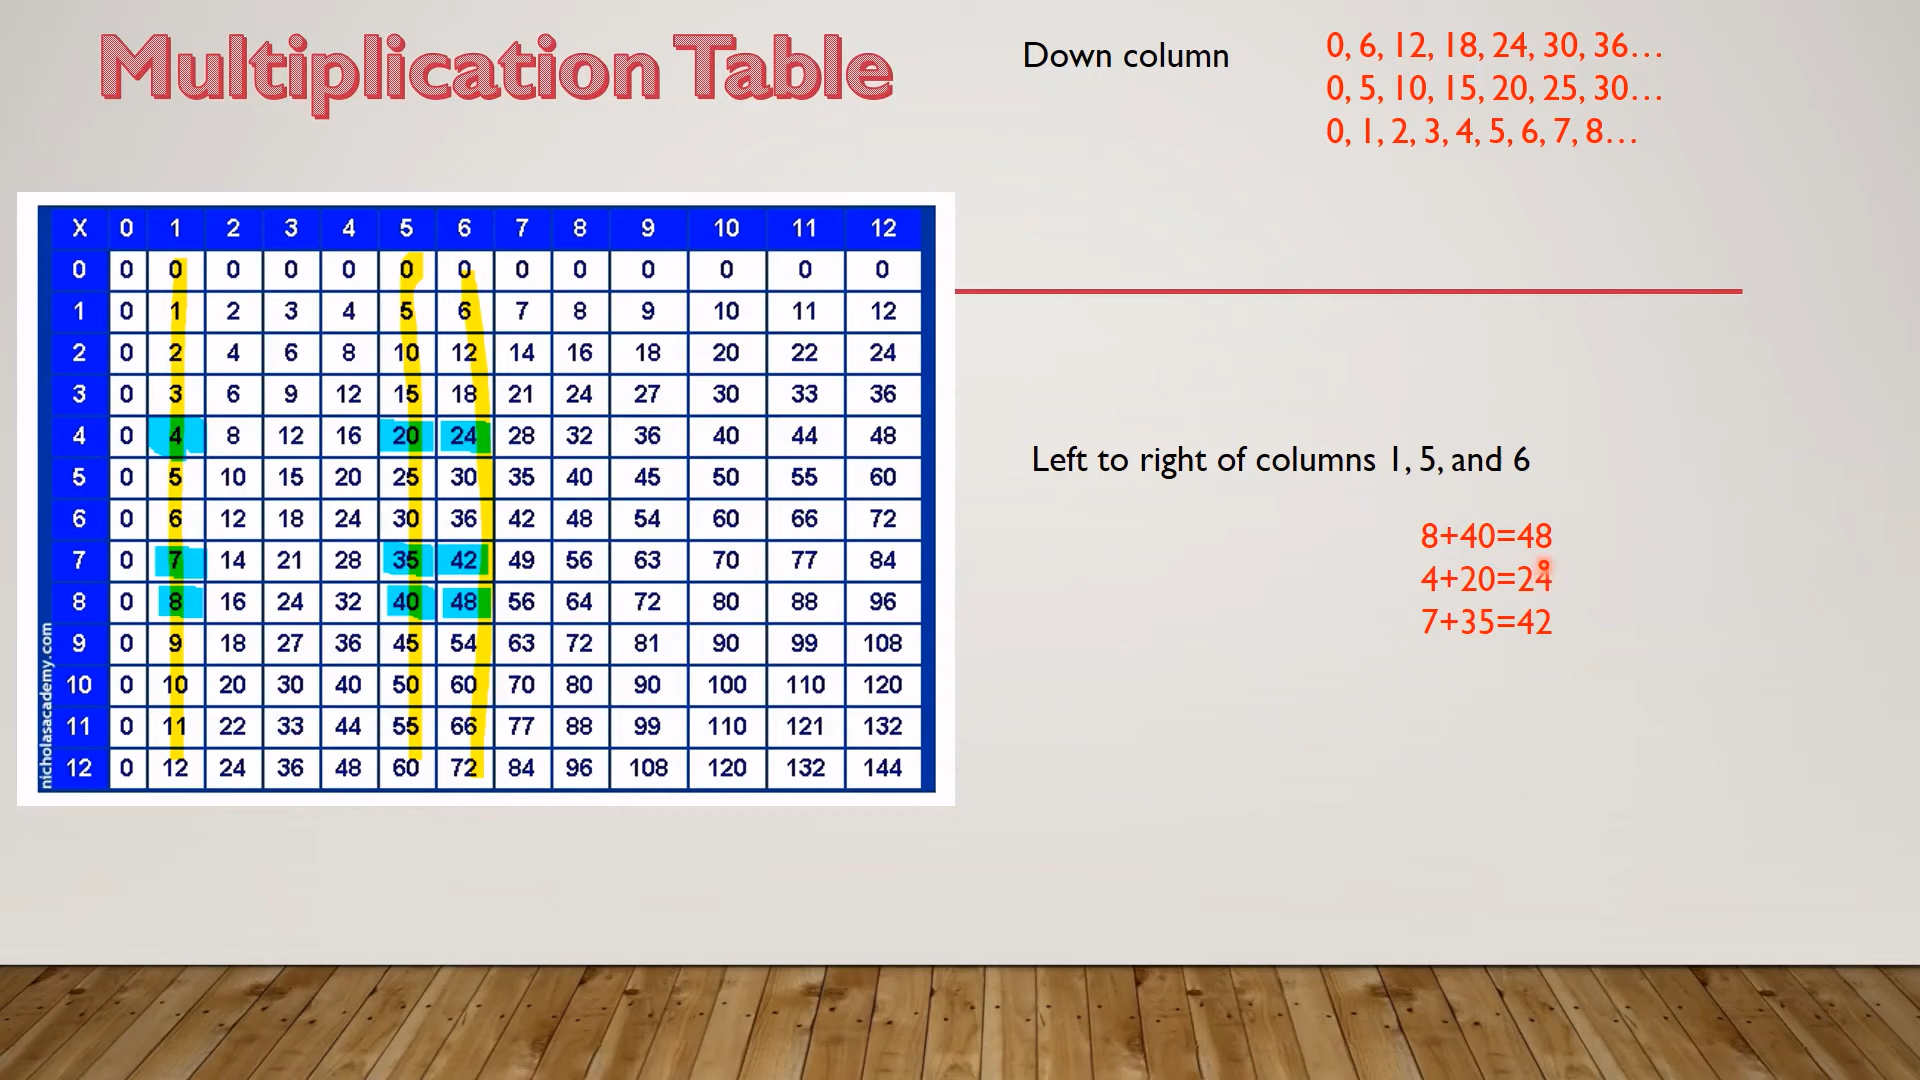 Multiplication Table
Down column
0, 6, 12, 18, 24, 30, 36…
0, 5, 10, 15, 20, 25, 30…
0, 1, 2, 3, 4, 5, 6, 7, 8…
X 0 1 2 3 4 5 6 7 8 9 10 11 12
0 0 0 0 0 0 0 0 0 0 0 0 0 0
1 0 1 2 3 4 5 6 7 8 9 10 11 12
2 0 2 4 6 8 10 12 14 16 18 20 22 24
3 0 3 6 9 12 15 18 21 24 27 30 33 36
4 0 4 8 12 16 20 24 28 32 36 40 44 48
5 0 5 10 15 20 25 30 35 40 45 50 55 60
6 0 6 12 18 24 30 36 42 48 54 60 66 72
7 0 7 14 21 28 35 42 49 56 63 70 77 84
8 0 8 16 24 32 40 48 56 64 72 80 88 96
9 0 9 18 27 36 45 54 63 72 81 90 99 108
10 0 10 20 30 40 50 60 70 80 90 100 110 120
11 0 11 22 33 44 55 66 77 88 99 110 121 132
12 0 12 24 36 48 60 72 84 96 108 120 132 144
nicholasacademy.com
Left to right of columns 1, 5, and 6
8+40=48
4+20=24
7+35=42